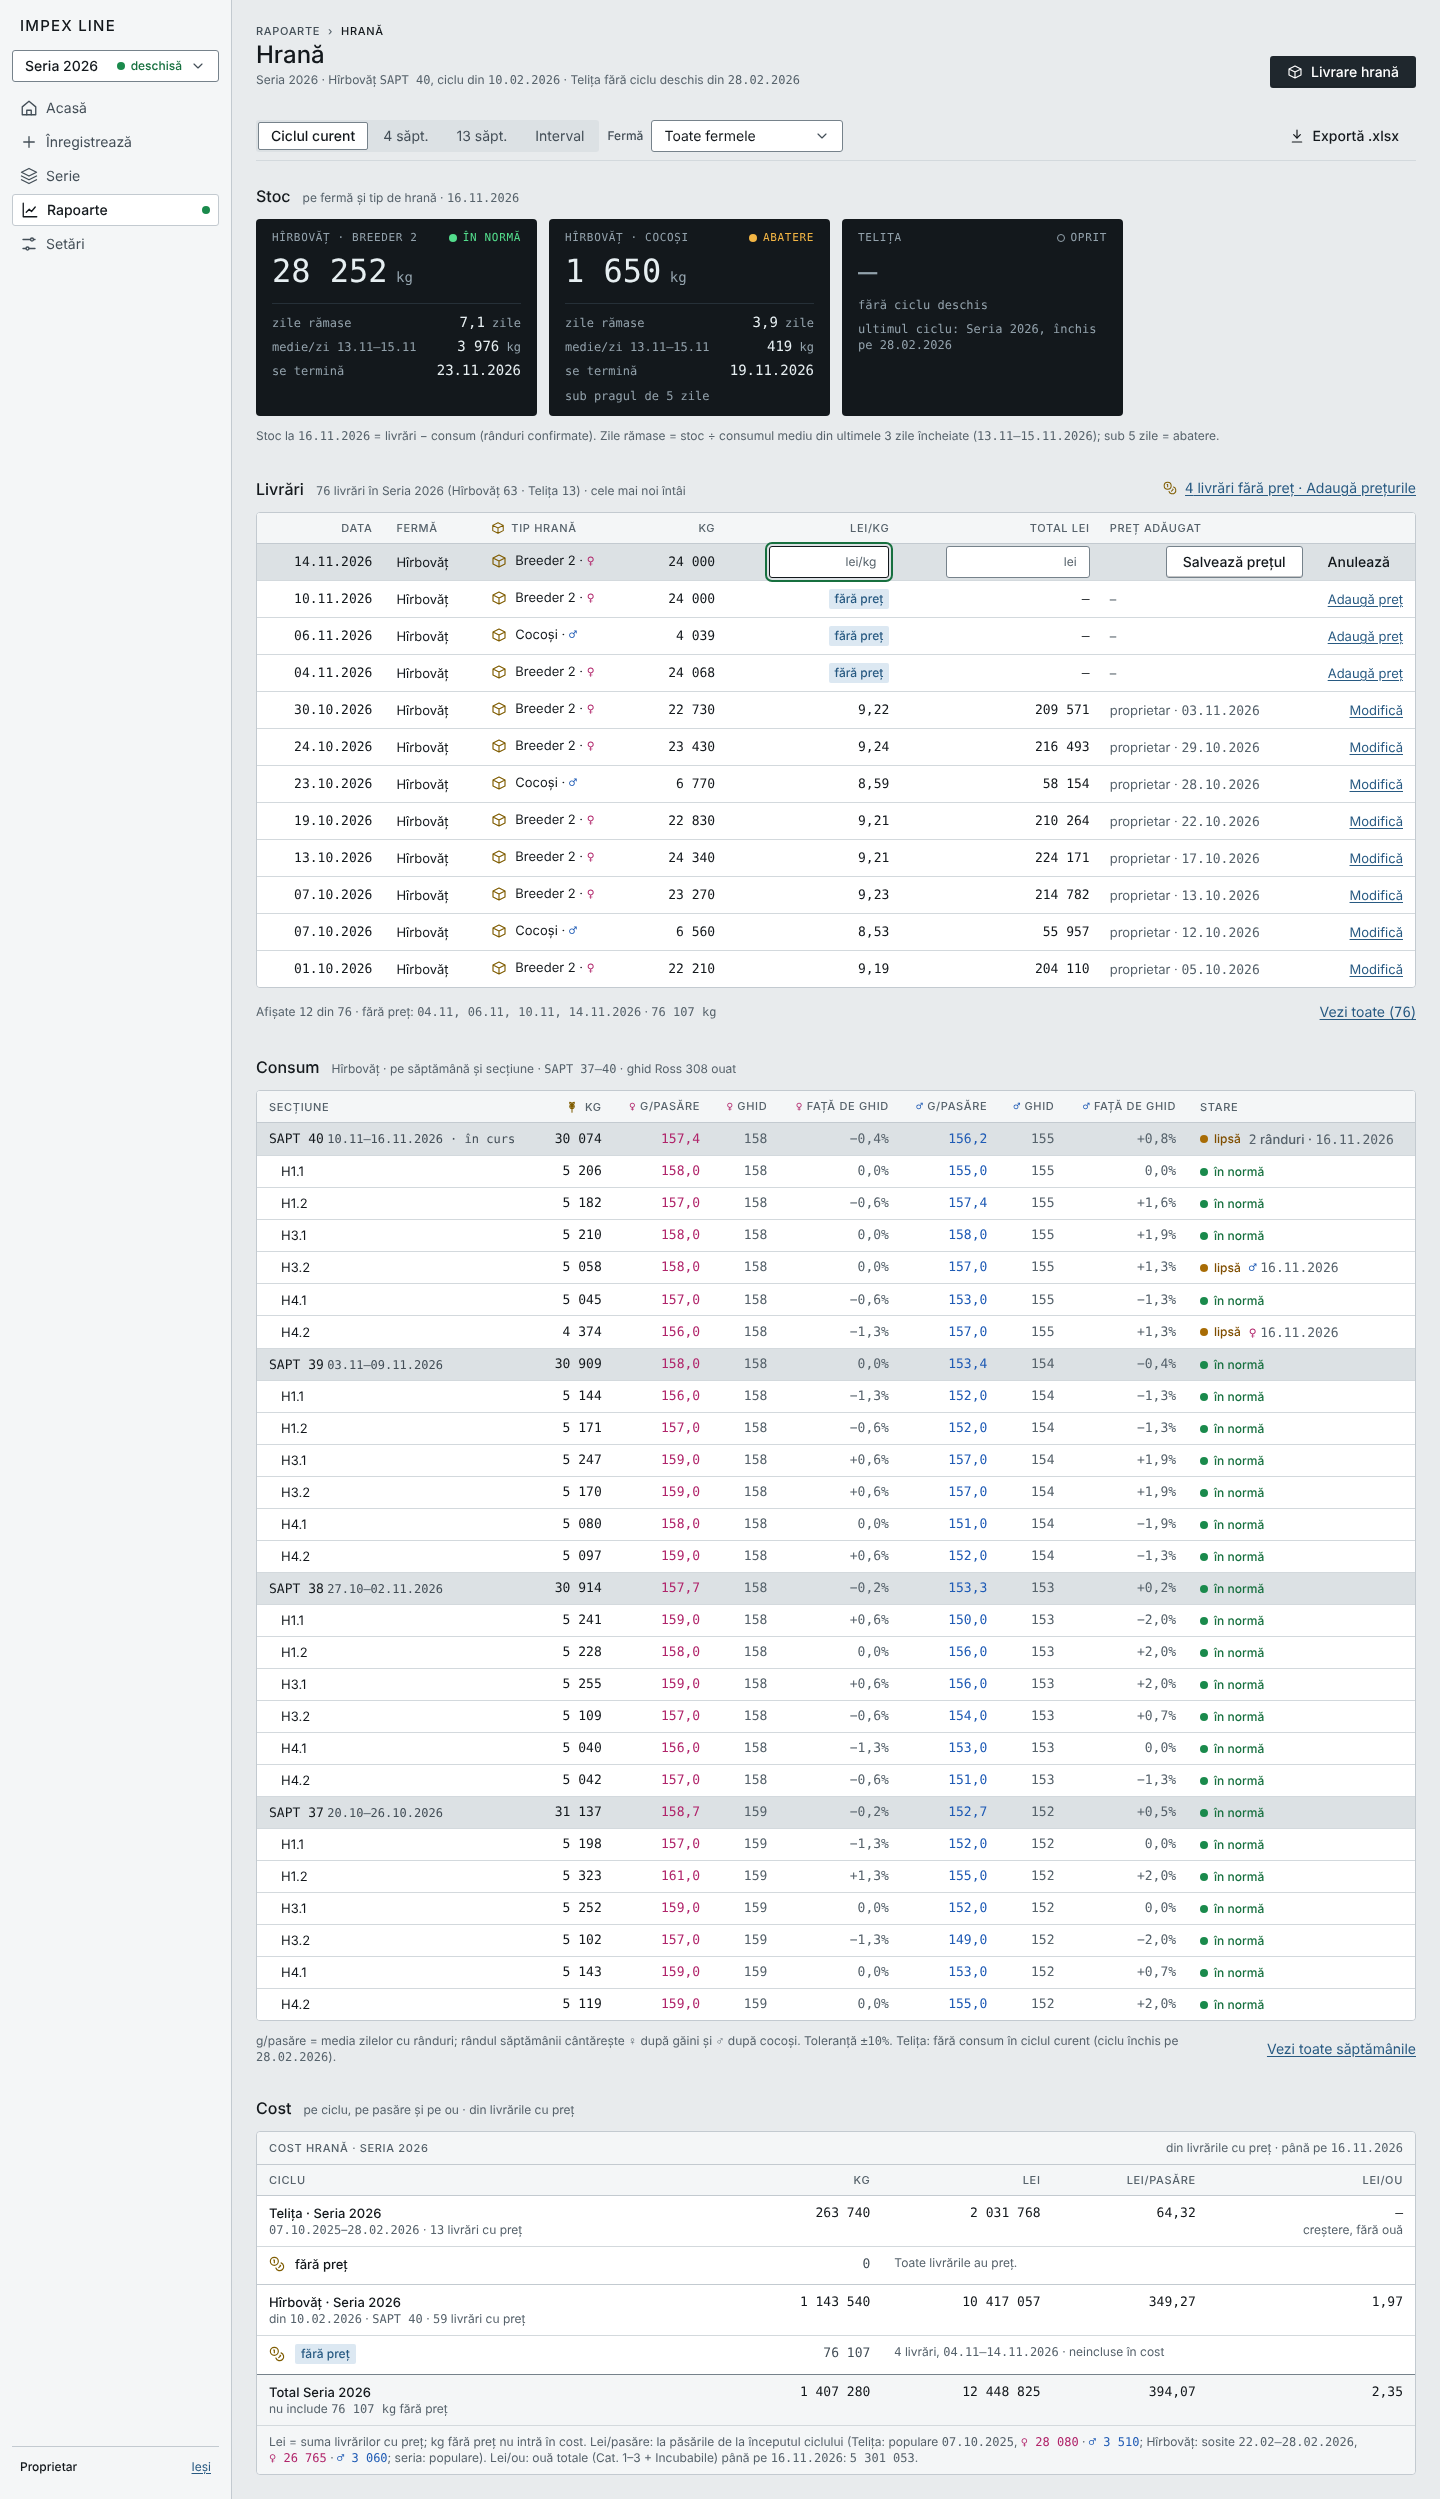 IMPEX LINE
Seria 2026 deschisă
Acasă
Înregistrează
Serie
Rapoarte
Setări
RAPOARTE › HRANĂ
Hrană
Seria 2026 · Hîrbovăț SAPT 40, ciclu din 10.02.2026 · Telița fără ciclu deschis din 28.02.2026
Livrare hrană
Ciclul curent 4 săpt. 13 săpt. Interval Fermă Toate fermele
Exportă .xlsx
Stoc pe fermă și tip de hrană · 16.11.2026
HÎRBOVĂȚ · BREEDER 2 ÎN NORMĂ
28 252 kg
zile rămase 7,1 zile
medie/zi 13.11–15.11 3 976 kg
se termină 23.11.2026
HÎRBOVĂȚ · COCOȘI ABATERE
1 650 kg
zile rămase 3,9 zile
medie/zi 13.11–15.11 419 kg
se termină 19.11.2026
sub pragul de 5 zile
TELIȚA OPRIT
—
fără ciclu deschis
ultimul ciclu: Seria 2026, închis
pe 28.02.2026
Stoc la 16.11.2026 = livrări − consum (rânduri confirmate). Zile rămase = stoc ÷ consumul mediu din ultimele 3 zile încheiate (13.11–15.11.2026); sub 5 zile = abatere.
Livrări 76 livrări în Seria 2026 (Hîrbovăț 63 · Telița 13) · cele mai noi întâi
4 livrări fără preț · Adaugă prețurile
DATA FERMĂ TIP HRANĂ KG LEI/KG TOTAL LEI PREȚ ADĂUGAT
14.11.2026 Hîrbovăț Breeder 2 · ♀ 24 000 lei/kg lei Salvează prețul Anulează
10.11.2026 Hîrbovăț Breeder 2 · ♀ 24 000 fără preț — – Adaugă preț
06.11.2026 Hîrbovăț Cocoși · ♂ 4 039 fără preț — – Adaugă preț
04.11.2026 Hîrbovăț Breeder 2 · ♀ 24 068 fără preț — – Adaugă preț
30.10.2026 Hîrbovăț Breeder 2 · ♀ 22 730 9,22 209 571 proprietar · 03.11.2026 Modifică
24.10.2026 Hîrbovăț Breeder 2 · ♀ 23 430 9,24 216 493 proprietar · 29.10.2026 Modifică
23.10.2026 Hîrbovăț Cocoși · ♂ 6 770 8,59 58 154 proprietar · 28.10.2026 Modifică
19.10.2026 Hîrbovăț Breeder 2 · ♀ 22 830 9,21 210 264 proprietar · 22.10.2026 Modifică
13.10.2026 Hîrbovăț Breeder 2 · ♀ 24 340 9,21 224 171 proprietar · 17.10.2026 Modifică
07.10.2026 Hîrbovăț Breeder 2 · ♀ 23 270 9,23 214 782 proprietar · 13.10.2026 Modifică
07.10.2026 Hîrbovăț Cocoși · ♂ 6 560 8,53 55 957 proprietar · 12.10.2026 Modifică
01.10.2026 Hîrbovăț Breeder 2 · ♀ 22 210 9,19 204 110 proprietar · 05.10.2026 Modifică
Afișate 12 din 76 · fără preț: 04.11, 06.11, 10.11, 14.11.2026 · 76 107 kg Vezi toate (76)
Consum Hîrbovăț · pe săptămână și secțiune · SAPT 37–40 · ghid Ross 308 ouat
SECȚIUNE KG ♀ G/PASĂRE ♀ GHID ♀ FAȚĂ DE GHID ♂ G/PASĂRE ♂ GHID ♂ FAȚĂ DE GHID STARE
SAPT 40 10.11–16.11.2026 · în curs 30 074 157,4 158 −0,4% 156,2 155 +0,8% lipsă 2 rânduri · 16.11.2026
H1.1 5 206 158,0 158 0,0% 155,0 155 0,0% în normă
H1.2 5 182 157,0 158 −0,6% 157,4 155 +1,6% în normă
H3.1 5 210 158,0 158 0,0% 158,0 155 +1,9% în normă
H3.2 5 058 158,0 158 0,0% 157,0 155 +1,3% lipsă ♂ 16.11.2026
H4.1 5 045 157,0 158 −0,6% 153,0 155 −1,3% în normă
H4.2 4 374 156,0 158 −1,3% 157,0 155 +1,3% lipsă ♀ 16.11.2026
SAPT 39 03.11–09.11.2026 30 909 158,0 158 0,0% 153,4 154 −0,4% în normă
H1.1 5 144 156,0 158 −1,3% 152,0 154 −1,3% în normă
H1.2 5 171 157,0 158 −0,6% 152,0 154 −1,3% în normă
H3.1 5 247 159,0 158 +0,6% 157,0 154 +1,9% în normă
H3.2 5 170 159,0 158 +0,6% 157,0 154 +1,9% în normă
H4.1 5 080 158,0 158 0,0% 151,0 154 −1,9% în normă
H4.2 5 097 159,0 158 +0,6% 152,0 154 −1,3% în normă
SAPT 38 27.10–02.11.2026 30 914 157,7 158 −0,2% 153,3 153 +0,2% în normă
H1.1 5 241 159,0 158 +0,6% 150,0 153 −2,0% în normă
H1.2 5 228 158,0 158 0,0% 156,0 153 +2,0% în normă
H3.1 5 255 159,0 158 +0,6% 156,0 153 +2,0% în normă
H3.2 5 109 157,0 158 −0,6% 154,0 153 +0,7% în normă
H4.1 5 040 156,0 158 −1,3% 153,0 153 0,0% în normă
H4.2 5 042 157,0 158 −0,6% 151,0 153 −1,3% în normă
SAPT 37 20.10–26.10.2026 31 137 158,7 159 −0,2% 152,7 152 +0,5% în normă
H1.1 5 198 157,0 159 −1,3% 152,0 152 0,0% în normă
H1.2 5 323 161,0 159 +1,3% 155,0 152 +2,0% în normă
H3.1 5 252 159,0 159 0,0% 152,0 152 0,0% în normă
H3.2 5 102 157,0 159 −1,3% 149,0 152 −2,0% în normă
H4.1 5 143 159,0 159 0,0% 153,0 152 +0,7% în normă
H4.2 5 119 159,0 159 0,0% 155,0 152 +2,0% în normă
g/pasăre = media zilelor cu rânduri; rândul săptămânii cântărește ♀ după găini și ♂ după cocoși. Toleranță ±10%. Telița: fără consum în ciclul curent (ciclu închis pe
28.02.2026).
Vezi toate săptămânile
Cost pe ciclu, pe pasăre și pe ou · din livrările cu preț
COST HRANĂ · SERIA 2026 din livrările cu preț · până pe 16.11.2026
CICLU KG LEI LEI/PASĂRE LEI/OU
Telița · Seria 2026 263 740 2 031 768 64,32 —
07.10.2025–28.02.2026 · 13 livrări cu preț creștere, fără ouă
fără preț 0 Toate livrările au preț.
Hîrbovăț · Seria 2026 1 143 540 10 417 057 349,27 1,97
din 10.02.2026 · SAPT 40 · 59 livrări cu preț
fără preț 76 107 4 livrări, 04.11–14.11.2026 · neincluse în cost
Total Seria 2026 1 407 280 12 448 825 394,07 2,35
nu include 76 107 kg fără preț
Lei = suma livrărilor cu preț; kg fără preț nu intră în cost. Lei/pasăre: la păsările de la începutul ciclului (Telița: populare 07.10.2025, ♀ 28 080 · ♂ 3 510; Hîrbovăț: sosite 22.02–28.02.2026,
♀ 26 765 · ♂ 3 060; seria: populare). Lei/ou: ouă totale (Cat. 1–3 + Incubabile) până pe 16.11.2026: 5 301 053.
Proprietar Ieși